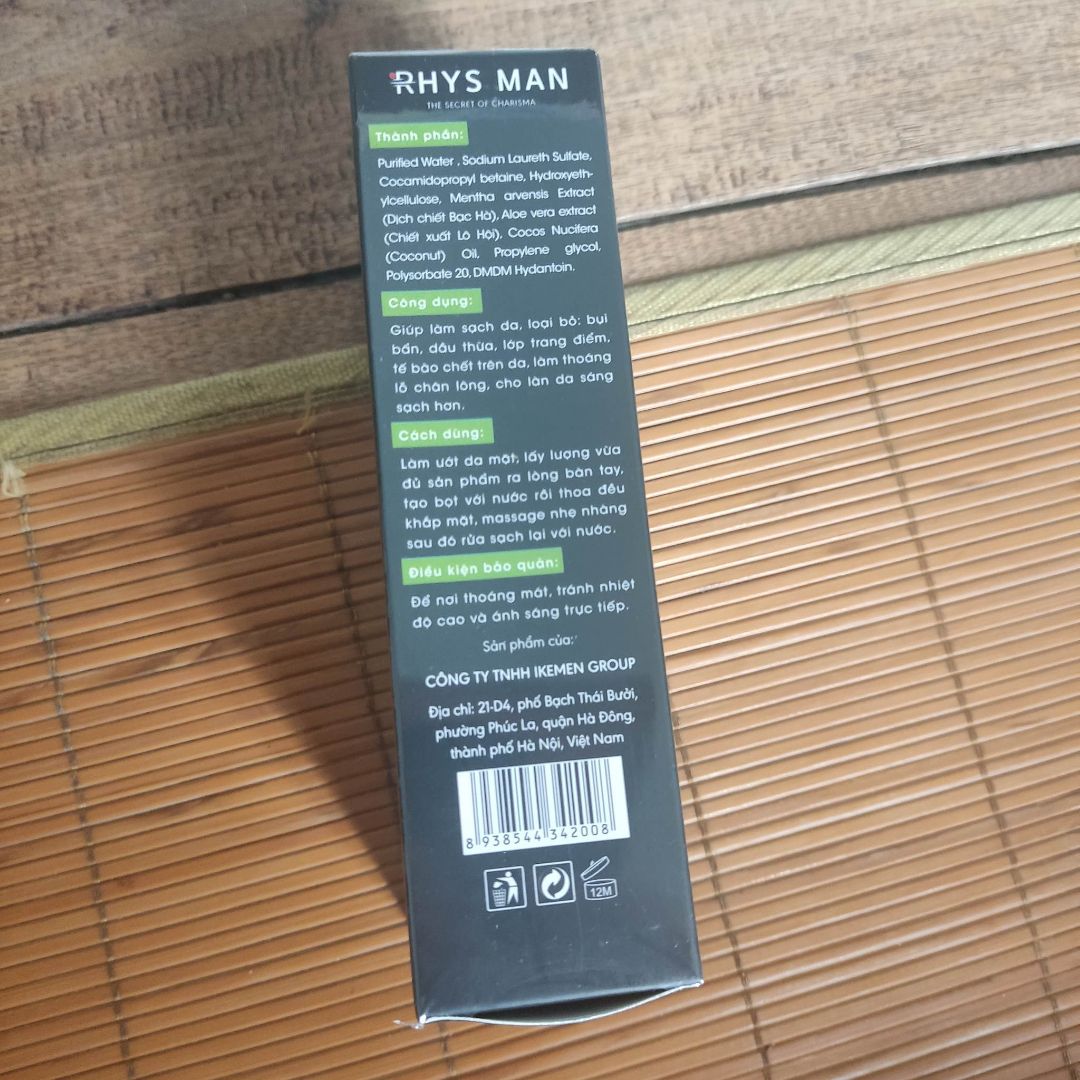 RHYS MAN
THE SECRET OF CHARISMA
Thành phần:
Purified Water , Sodium Laureth Sulfate,
Cocamidopropyl betaine, Hydroxyeth-
ylcellulose, Mentha arvensis Extract
(Dịch chiết Bạc Hà), Aloe vera extract
(Chiết xuất Lô Hội), Cocos Nucifera
(Coconut) Oil, Propylene glycol,
Polysorbate 20, DMDM Hydantoin.
Công dụng:
Giúp làm sạch da, loại bỏ: bụi
bẩn, dầu thừa, lớp trang điểm,
tế bào chết trên da, làm thoáng
lỗ chân lông, cho làn da sáng
sạch hơn.
Cách dùng:
Làm ướt da mặt, lấy lượng vừa
đủ sản phẩm ra lòng bàn tay,
tạo bọt với nước rồi thoa đều
khắp mặt, massage nhẹ nhàng
sau đó rửa sạch lại với nước.
Điều kiện bảo quản:
Để nơi thoáng mát, tránh nhiệt
độ cao và ánh sáng trực tiếp.
Sản phẩm của:
CÔNG TY TNHH IKEMEN GROUP
Địa chỉ: 21-D4, phố Bạch Thái Bưởi,
phường Phúc La, quận Hà Đông,
thành phố Hà Nội, Việt Nam
8 938544 342008
12M